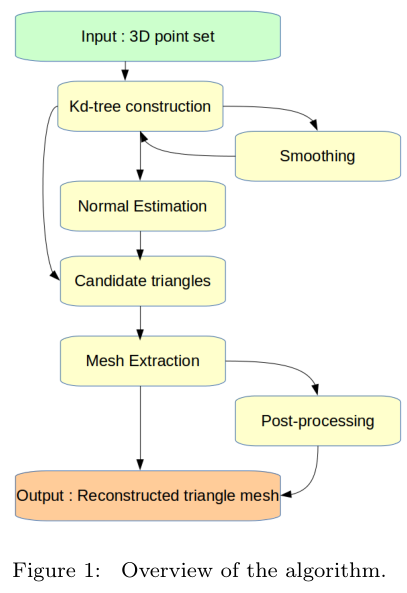 Input : 3D point set
Kd-tree construction
Smoothing
Normal Estimation
Candidate triangles
Mesh Extraction
Post-processing
Output : Reconstructed triangle mesh
Figure 1: Overview of the algorithm.